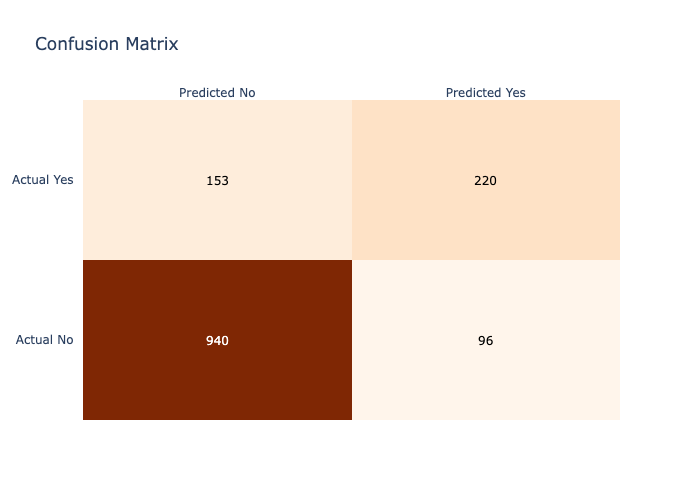 Confusion Matrix
Predicted No Predicted Yes
Actual Yes 153 220
Actual No 940 96